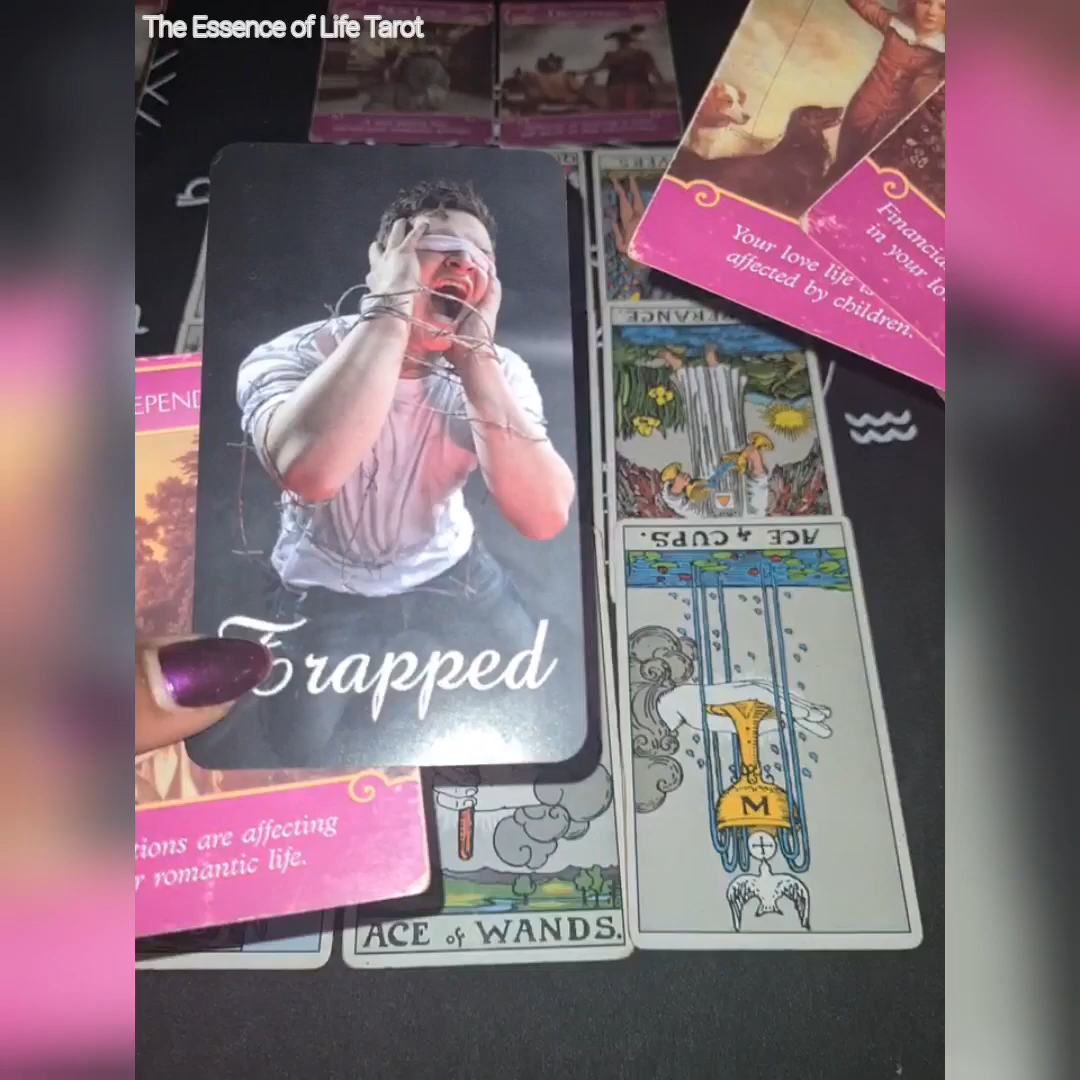 The Essence of Life Tarot
Your love life is
affected by children.
Financia
in your lo
EPEND
Trapped
tions are affecting
r romantic life.
ACE of WANDS.
ACE of CUPS.
M